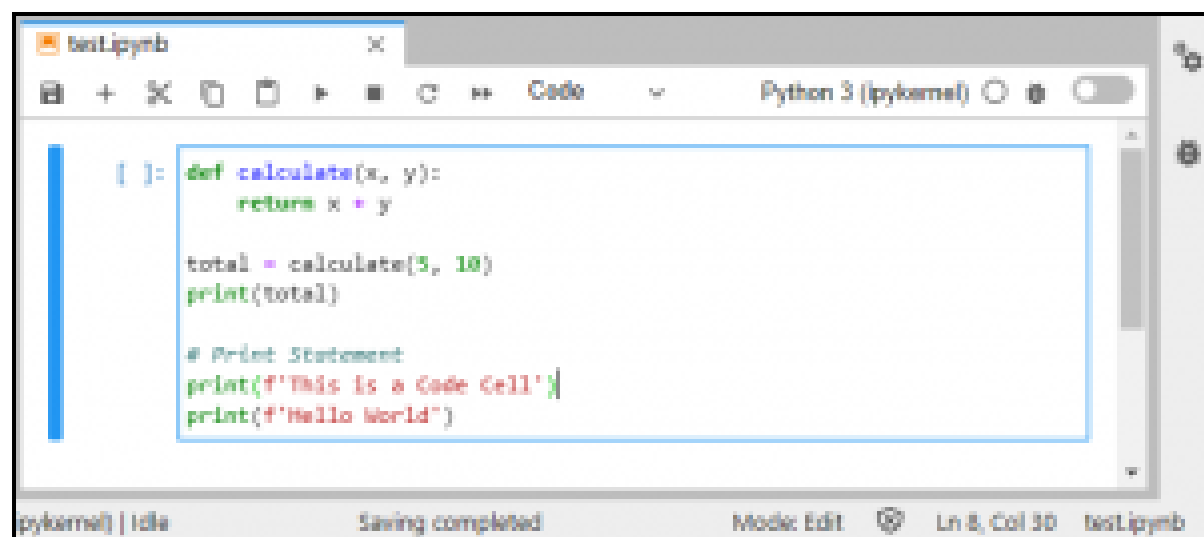 test.ipynb
Code Python 3 (ipykernel)
[ ]: def calculate(x, y):
return x + y
total = calculate(5, 10)
print(total)
# Print Statement
print(f'This is a Code Cell')
print(f'Hello World')
pykernel) | Idle Saving completed Mode: Edit Ln 8, Col 30 test.ipynb